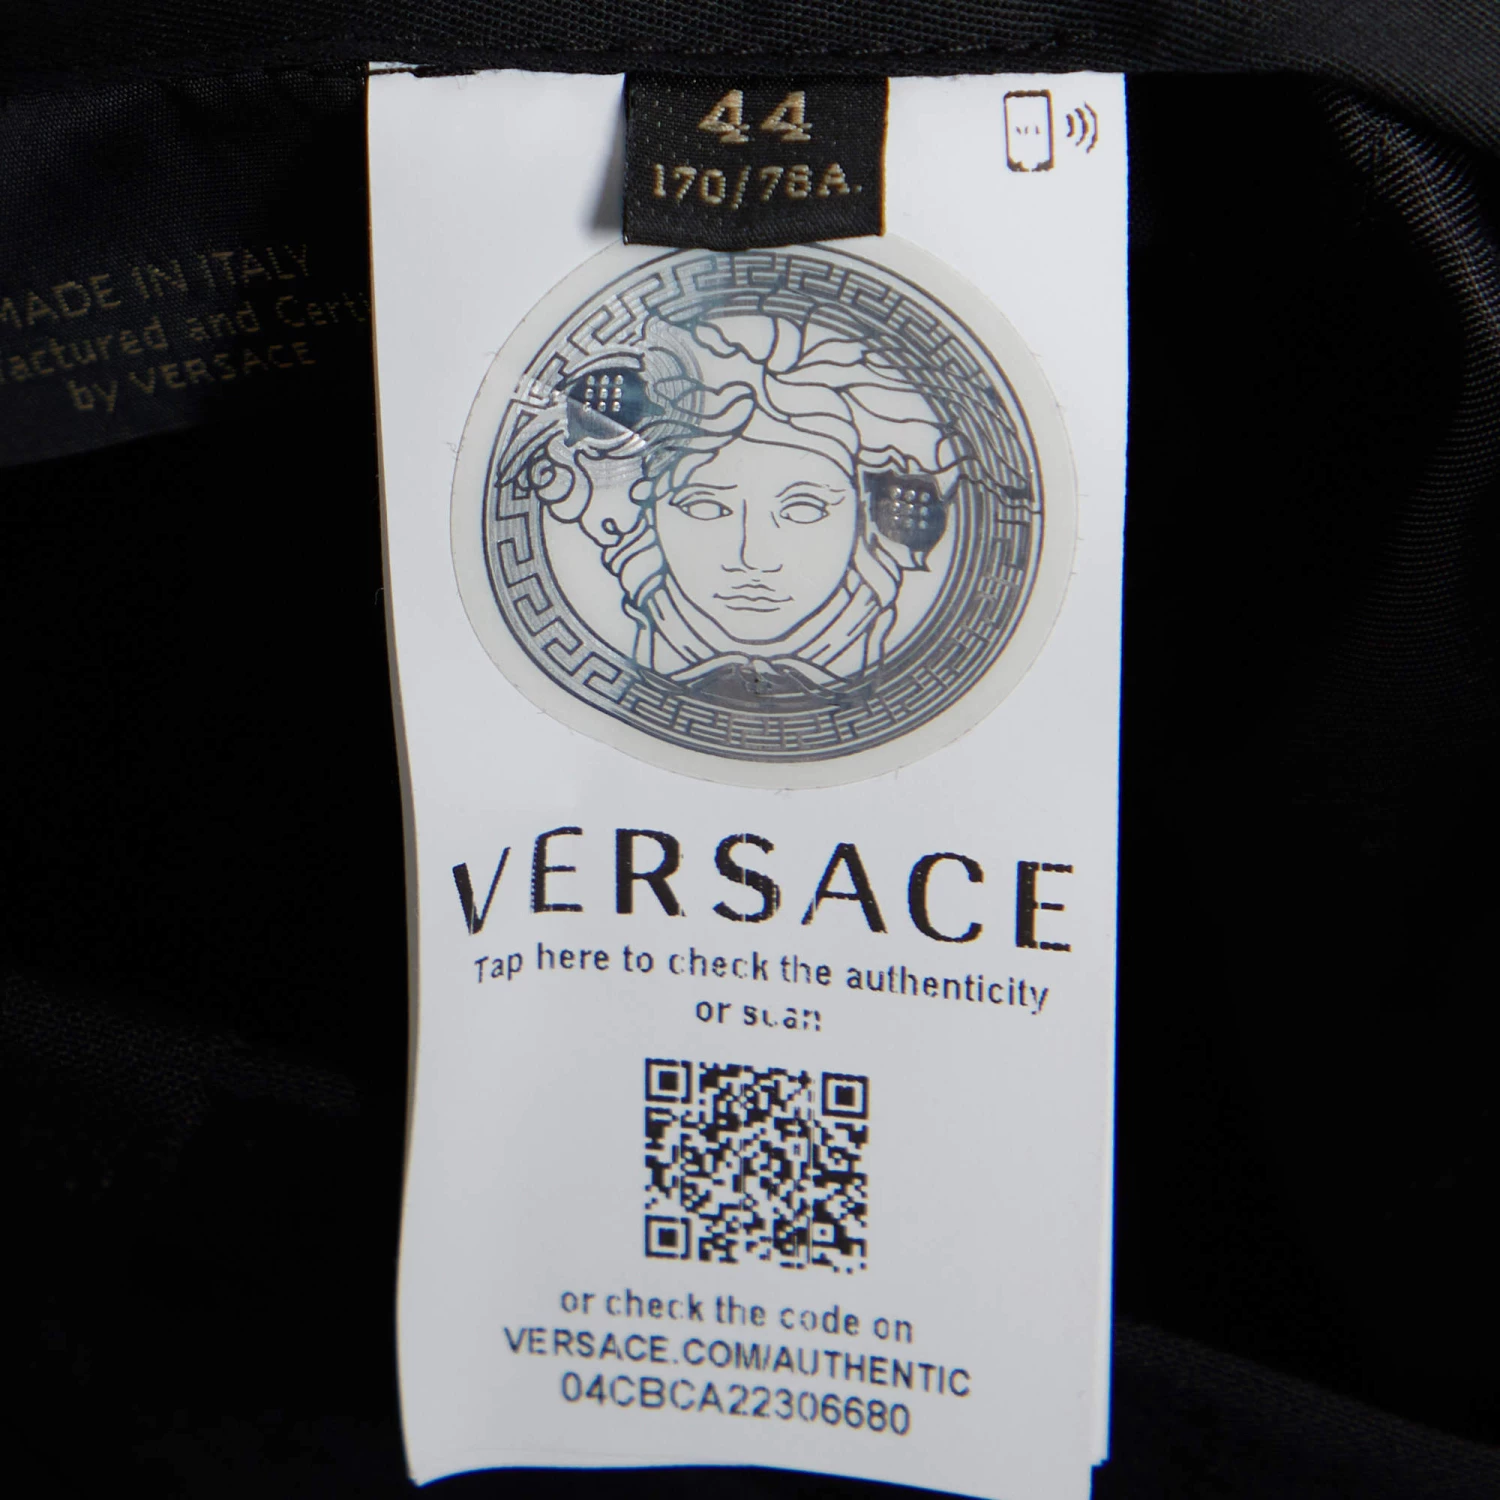 44
170/78A.
MADE IN ITALY
and
by VERSACE
VERSACE
Tap here to check the authenticity
or scan
or check the code on
VERSACE.COM/AUTHENTIC
04CBCA22306680